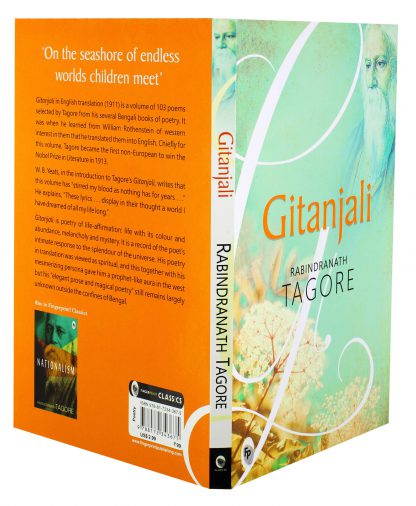 'On the seashore of endless
worlds children meet'
Gitanjali in English translation (1911) is a volume of 103 poems
selected by Tagore from his several Bengali books of poetry. It
was when he learned from William Rothenstein of western
interest in them that he translated them into English. Chiefly for
this volume, Tagore became the first non-European to win the
Nobel Prize in Literature in 1913.
W. B. Yeats, in the introduction to Tagore's Gitanjali, writes that
this volume has "stirred my blood as nothing has for years . . ."
He explains, "These lyrics . . . display in their thought a world I
have dreamed of all my life long."
Gitanjali is poetry of life-affirmation: life with its colour and
abundance, melancholy and mystery. It is a record of the poet's
intimate response to the splendour of the universe. His poetry
in translation was viewed as spiritual, and this together with his
mesmerizing persona gave him a prophet-like aura in the west
but his "elegant prose and magical poetry" still remains largely
unknown outside the confines of Bengal.
Also in Fingerprint Classics
NATIONALISM
TAGORE
FINGERPRINT! CLASSICS
Poetry
US$ 2.99
₹99
www.fingerprintpublishing.com
Gitanjali
RABINDRANATH TAGORE
Gitanjali
RABINDRANATH
TAGORE
FP